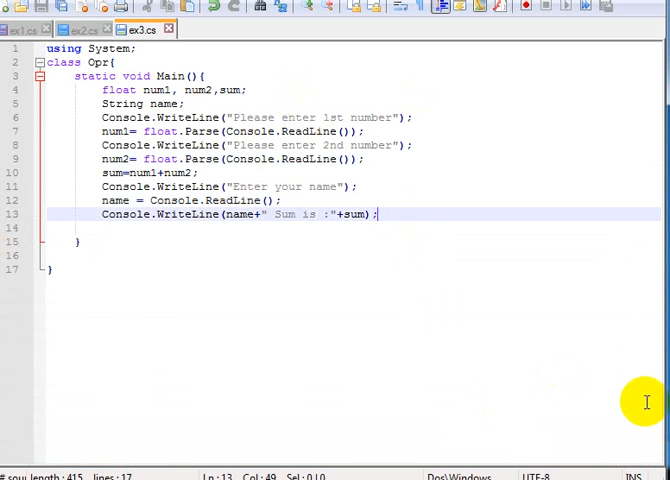 ex1.cs ex2.cs ex3.cs
1 using System;
2 class Opr{
3 static void Main(){
4 float num1, num2,sum;
5 String name;
6 Console.WriteLine("Please enter 1st number");
7 num1= float.Parse(Console.ReadLine());
8 Console.WriteLine("Please enter 2nd number");
9 num2= float.Parse(Console.ReadLine());
10 sum=num1+num2;
11 Console.WriteLine("Enter your name");
12 name = Console.ReadLine();
13 Console.WriteLine(name+" Sum is :"+sum);
14
15 }
16
17 }
length : 415 lines : 17 Ln : 13 Col : 49 Sel : 0 | 0 Dos\Windows UTF-8 INS